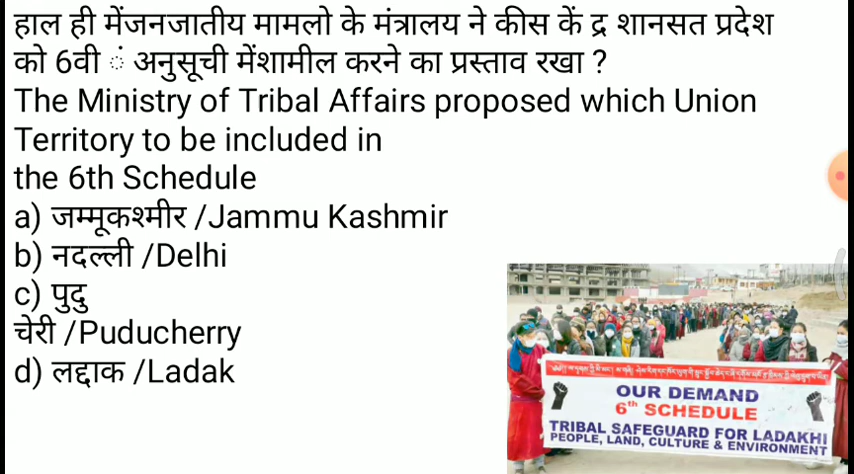 हाल ही मेंजनजातीय मामलो के मंत्रालय ने कीस कें द्र शानसत प्रदेश
को 6वी ं अनुसूची मेंशामील करने का प्रस्ताव रखा ?
The Ministry of Tribal Affairs proposed which Union
Territory to be included in
the 6th Schedule
a) जम्मूकश्मीर /Jammu Kashmir
b) नदल्ली /Delhi
c) पुदु
चेरी /Puducherry
d) लद्दाक /Ladak
OUR DEMAND
6th SCHEDULE
TRIBAL SAFEGUARD FOR LADAKHI
PEOPLE, LAND, CULTURE & ENVIRONMENT